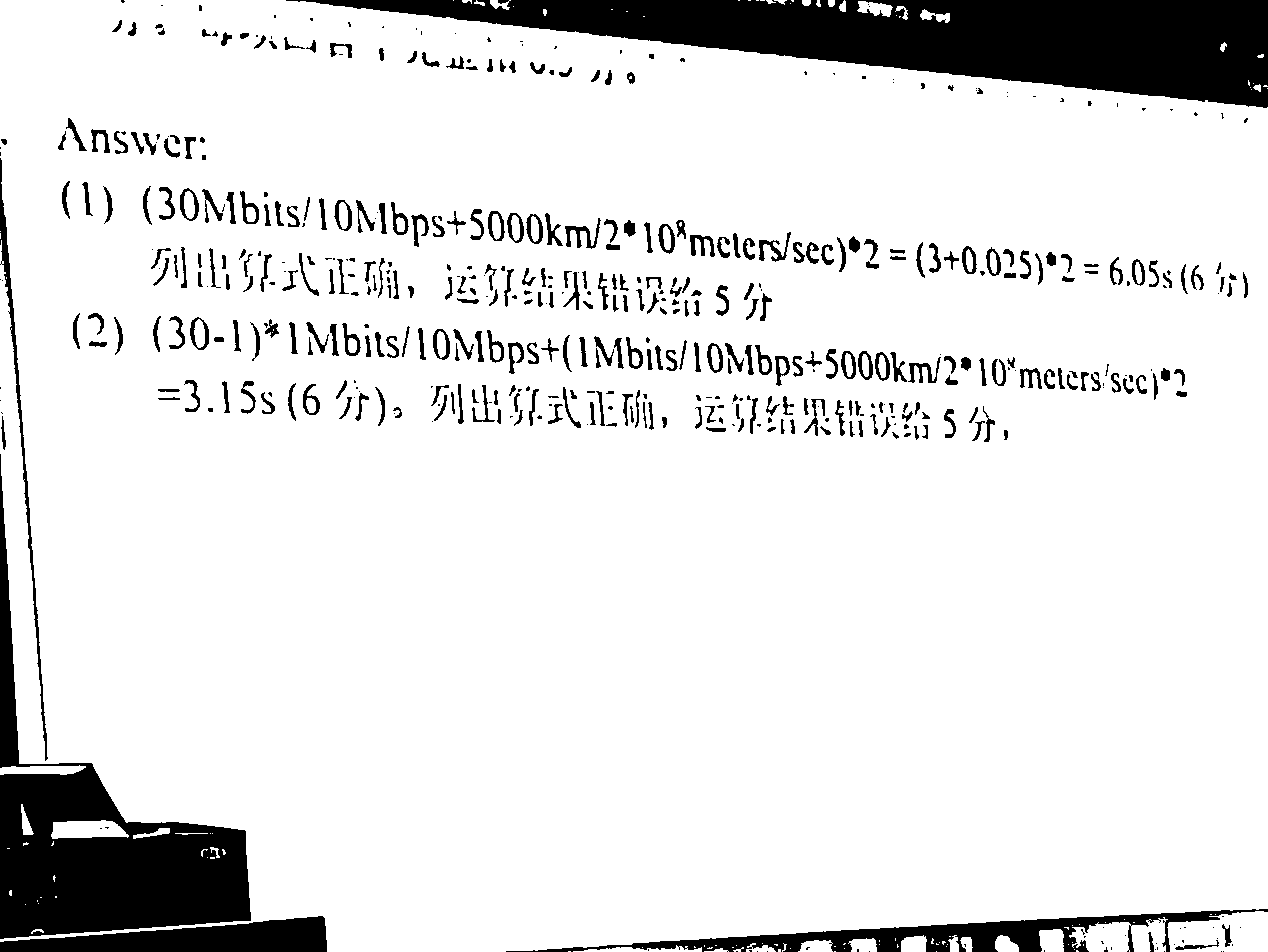 Answer:
(1) (30Mbits/10Mbps+5000km/2*10⁸meters/sec)*2 = (3+0.025)*2 = 6.05s (6 分)
列出算式正确，运算结果错误给 5 分
(2) (30-1)*1Mbits/10Mbps+(1Mbits/10Mbps+5000km/2*10⁸meters/sec)*2
=3.15s (6 分)。列出算式正确，运算结果错误给 5 分，